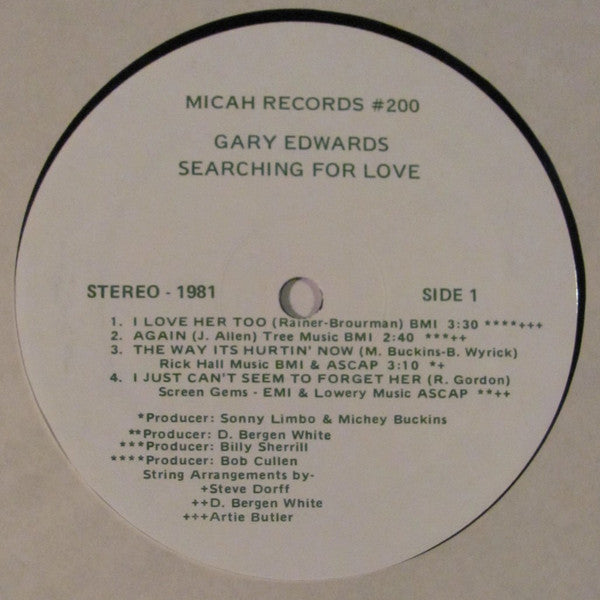 MICAH RECORDS #200
GARY EDWARDS
SEARCHING FOR LOVE
STEREO - 1981 SIDE 1
1. I LOVE HER TOO (Rainer-Brourman) BMI 3:30 ****+++
2. AGAIN (J. Allen) Tree Music BMI 2:40 ***++
3. THE WAY ITS HURTIN' NOW (M. Buckins-B. Wyrick)
Rick Hall Music BMI & ASCAP 3:10 *+
4. I JUST CAN'T SEEM TO FORGET HER (R. Gordon)
Screen Gems - EMI & Lowery Music ASCAP **++
*Producer: Sonny Limbo & Michey Buckins
**Producer: D. Bergen White
***Producer: Billy Sherrill
****Producer: Bob Cullen
String Arrangements by-
+Steve Dorff
++D. Bergen White
+++Artie Butler